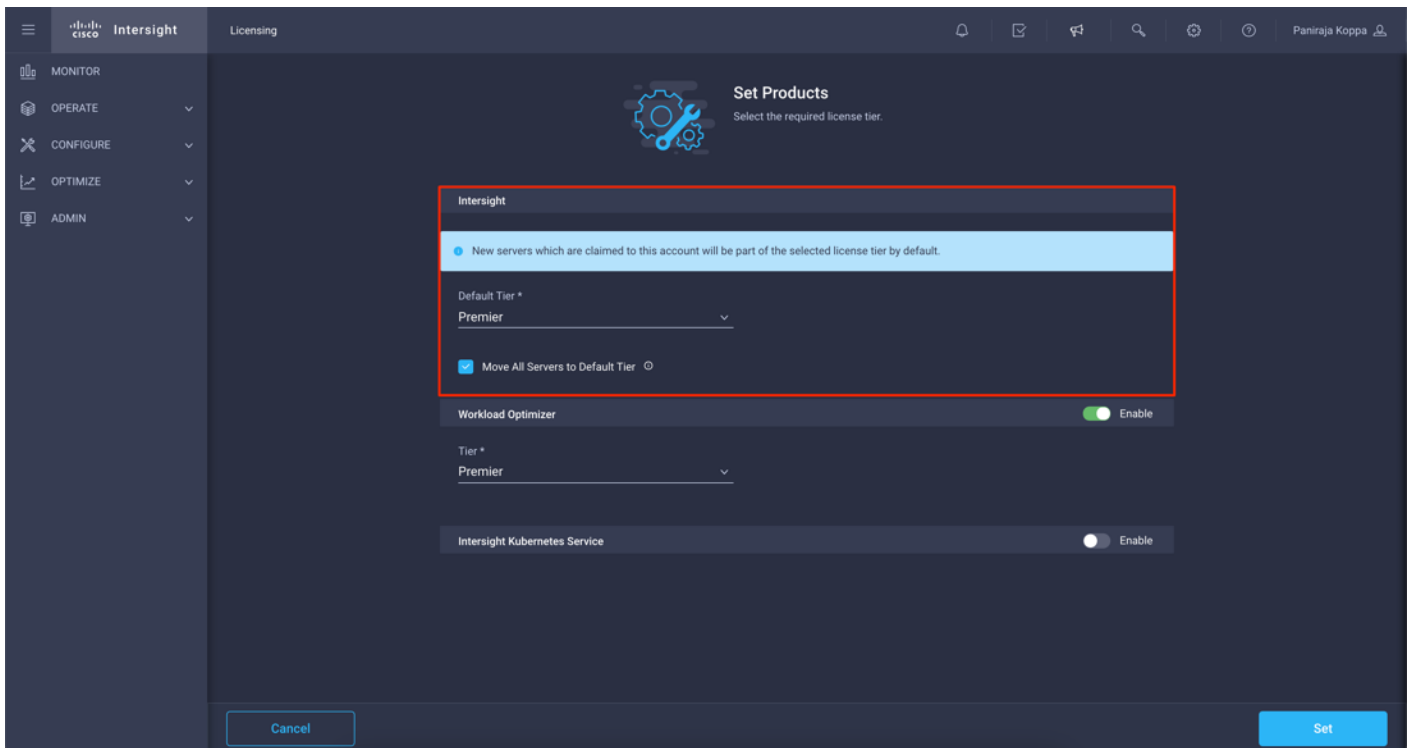 CISCO Intersight
Licensing
Paniraja Koppa
MONITOR
OPERATE
CONFIGURE
OPTIMIZE
ADMIN
Set Products
Select the required license tier.
Intersight
New servers which are claimed to this account will be part of the selected license tier by default.
Default Tier *
Premier
Move All Servers to Default Tier
Workload Optimizer
Enable
Tier *
Premier
Intersight Kubernetes Service
Enable
Cancel
Set